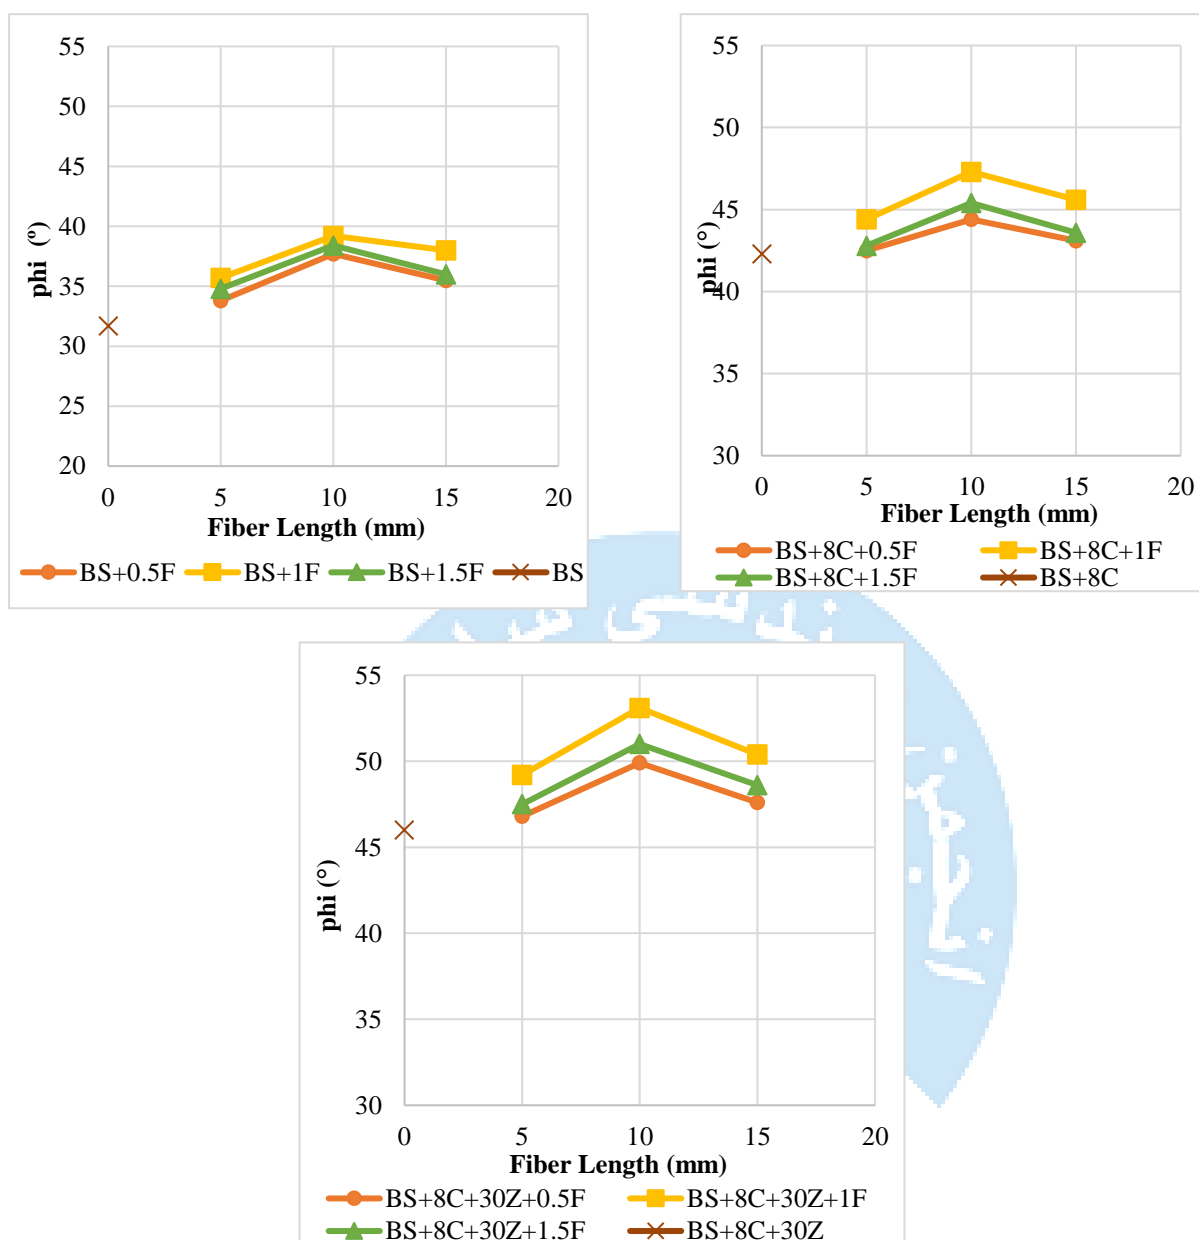 55
50
45
40
35
30
25
20
phi (º)
0 5 10 15 20
Fiber Length (mm)
BS+0.5F BS+1F BS+1.5F BS
55
50
45
40
35
30
phi (°)
0 5 10 15 20
Fiber Length (mm)
BS+8C+0.5F BS+8C+1F
BS+8C+1.5F BS+8C
55
50
45
40
35
30
phi (°)
0 5 10 15 20
Fiber Length (mm)
BS+8C+30Z+0.5F BS+8C+30Z+1F
BS+8C+30Z+1.5F BS+8C+30Z